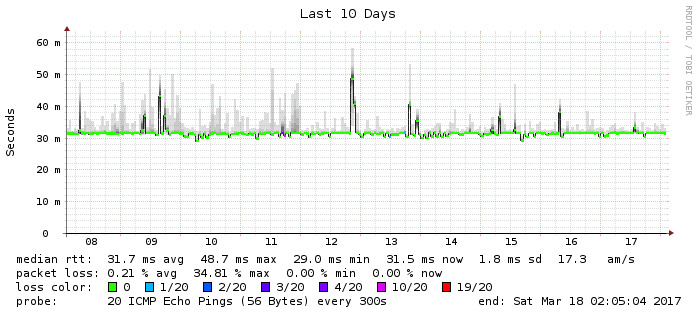 Last 10 Days
RRDTOOL / TOBI OETIKER
Seconds
60 m
50 m
40 m
30 m
20 m
10 m
0
08 09 10 11 12 13 14 15 16 17
median rtt: 31.7 ms avg 48.7 ms max 29.0 ms min 31.5 ms now 1.8 ms sd 17.3 am/s
packet loss: 0.21 % avg 34.81 % max 0.00 % min 0.00 % now
loss color: 0 1/20 2/20 3/20 4/20 10/20 19/20
probe: 20 ICMP Echo Pings (56 Bytes) every 300s end: Sat Mar 18 02:05:04 2017